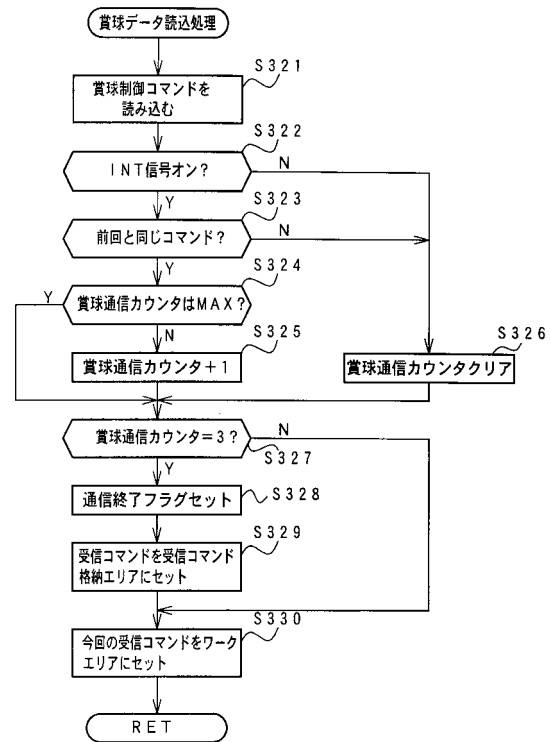 賞球データ読込処理
S321
賞球制御コマンドを
読み込む
S322
INT信号オン？
N
Y
S323
前回と同じコマンド？
N
Y
S324
Y
賞球通信カウンタはMAX？
N
S325
賞球通信カウンタ＋1
S326
賞球通信カウンタクリア
賞球通信カウンタ＝3？
N
S327
Y
通信終了フラグセット
S328
S329
受信コマンドを受信コマンド
格納エリアにセット
S330
今回の受信コマンドをワーク
エリアにセット
RET